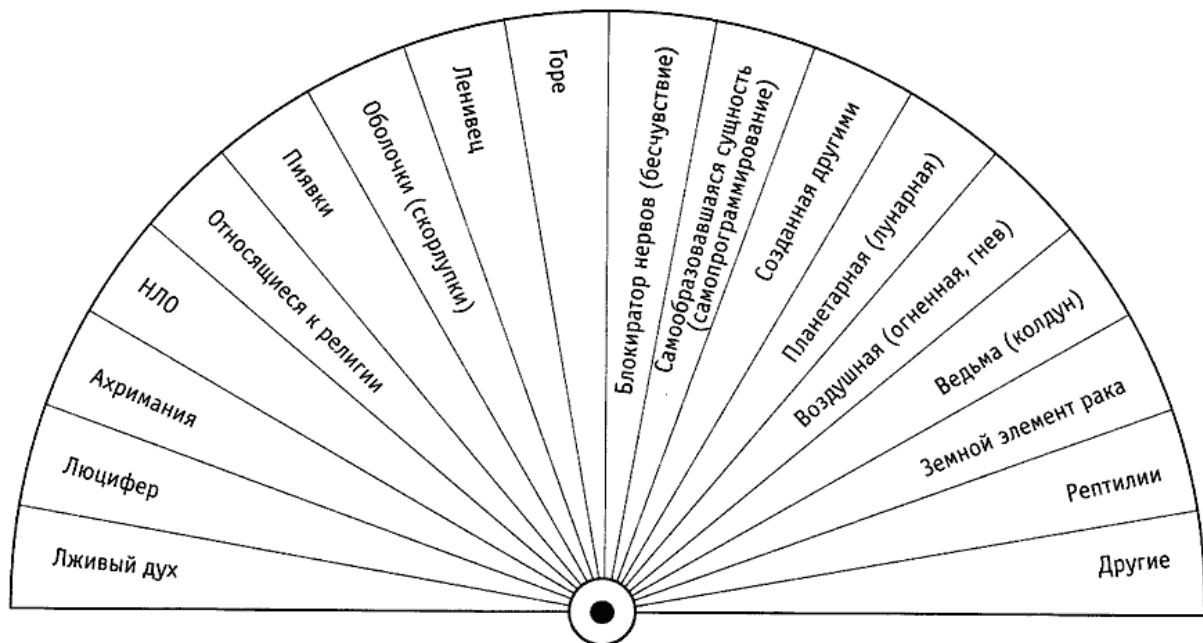 Лживый дух
Люцифер
Ахримания
НЛО
Относящиеся к религии
Пиявки
Оболочки (скорлупки)
Ленивец
Горе
Блокиратор нервов (бесчувствие)
Самообразовавшаяся сущность
(самопрограммирование)
Созданная другими
Планетарная (лунарная)
Воздушная (огненная, гнев)
Ведьма (колдун)
Земной элемент рака
Рептилии
Другие